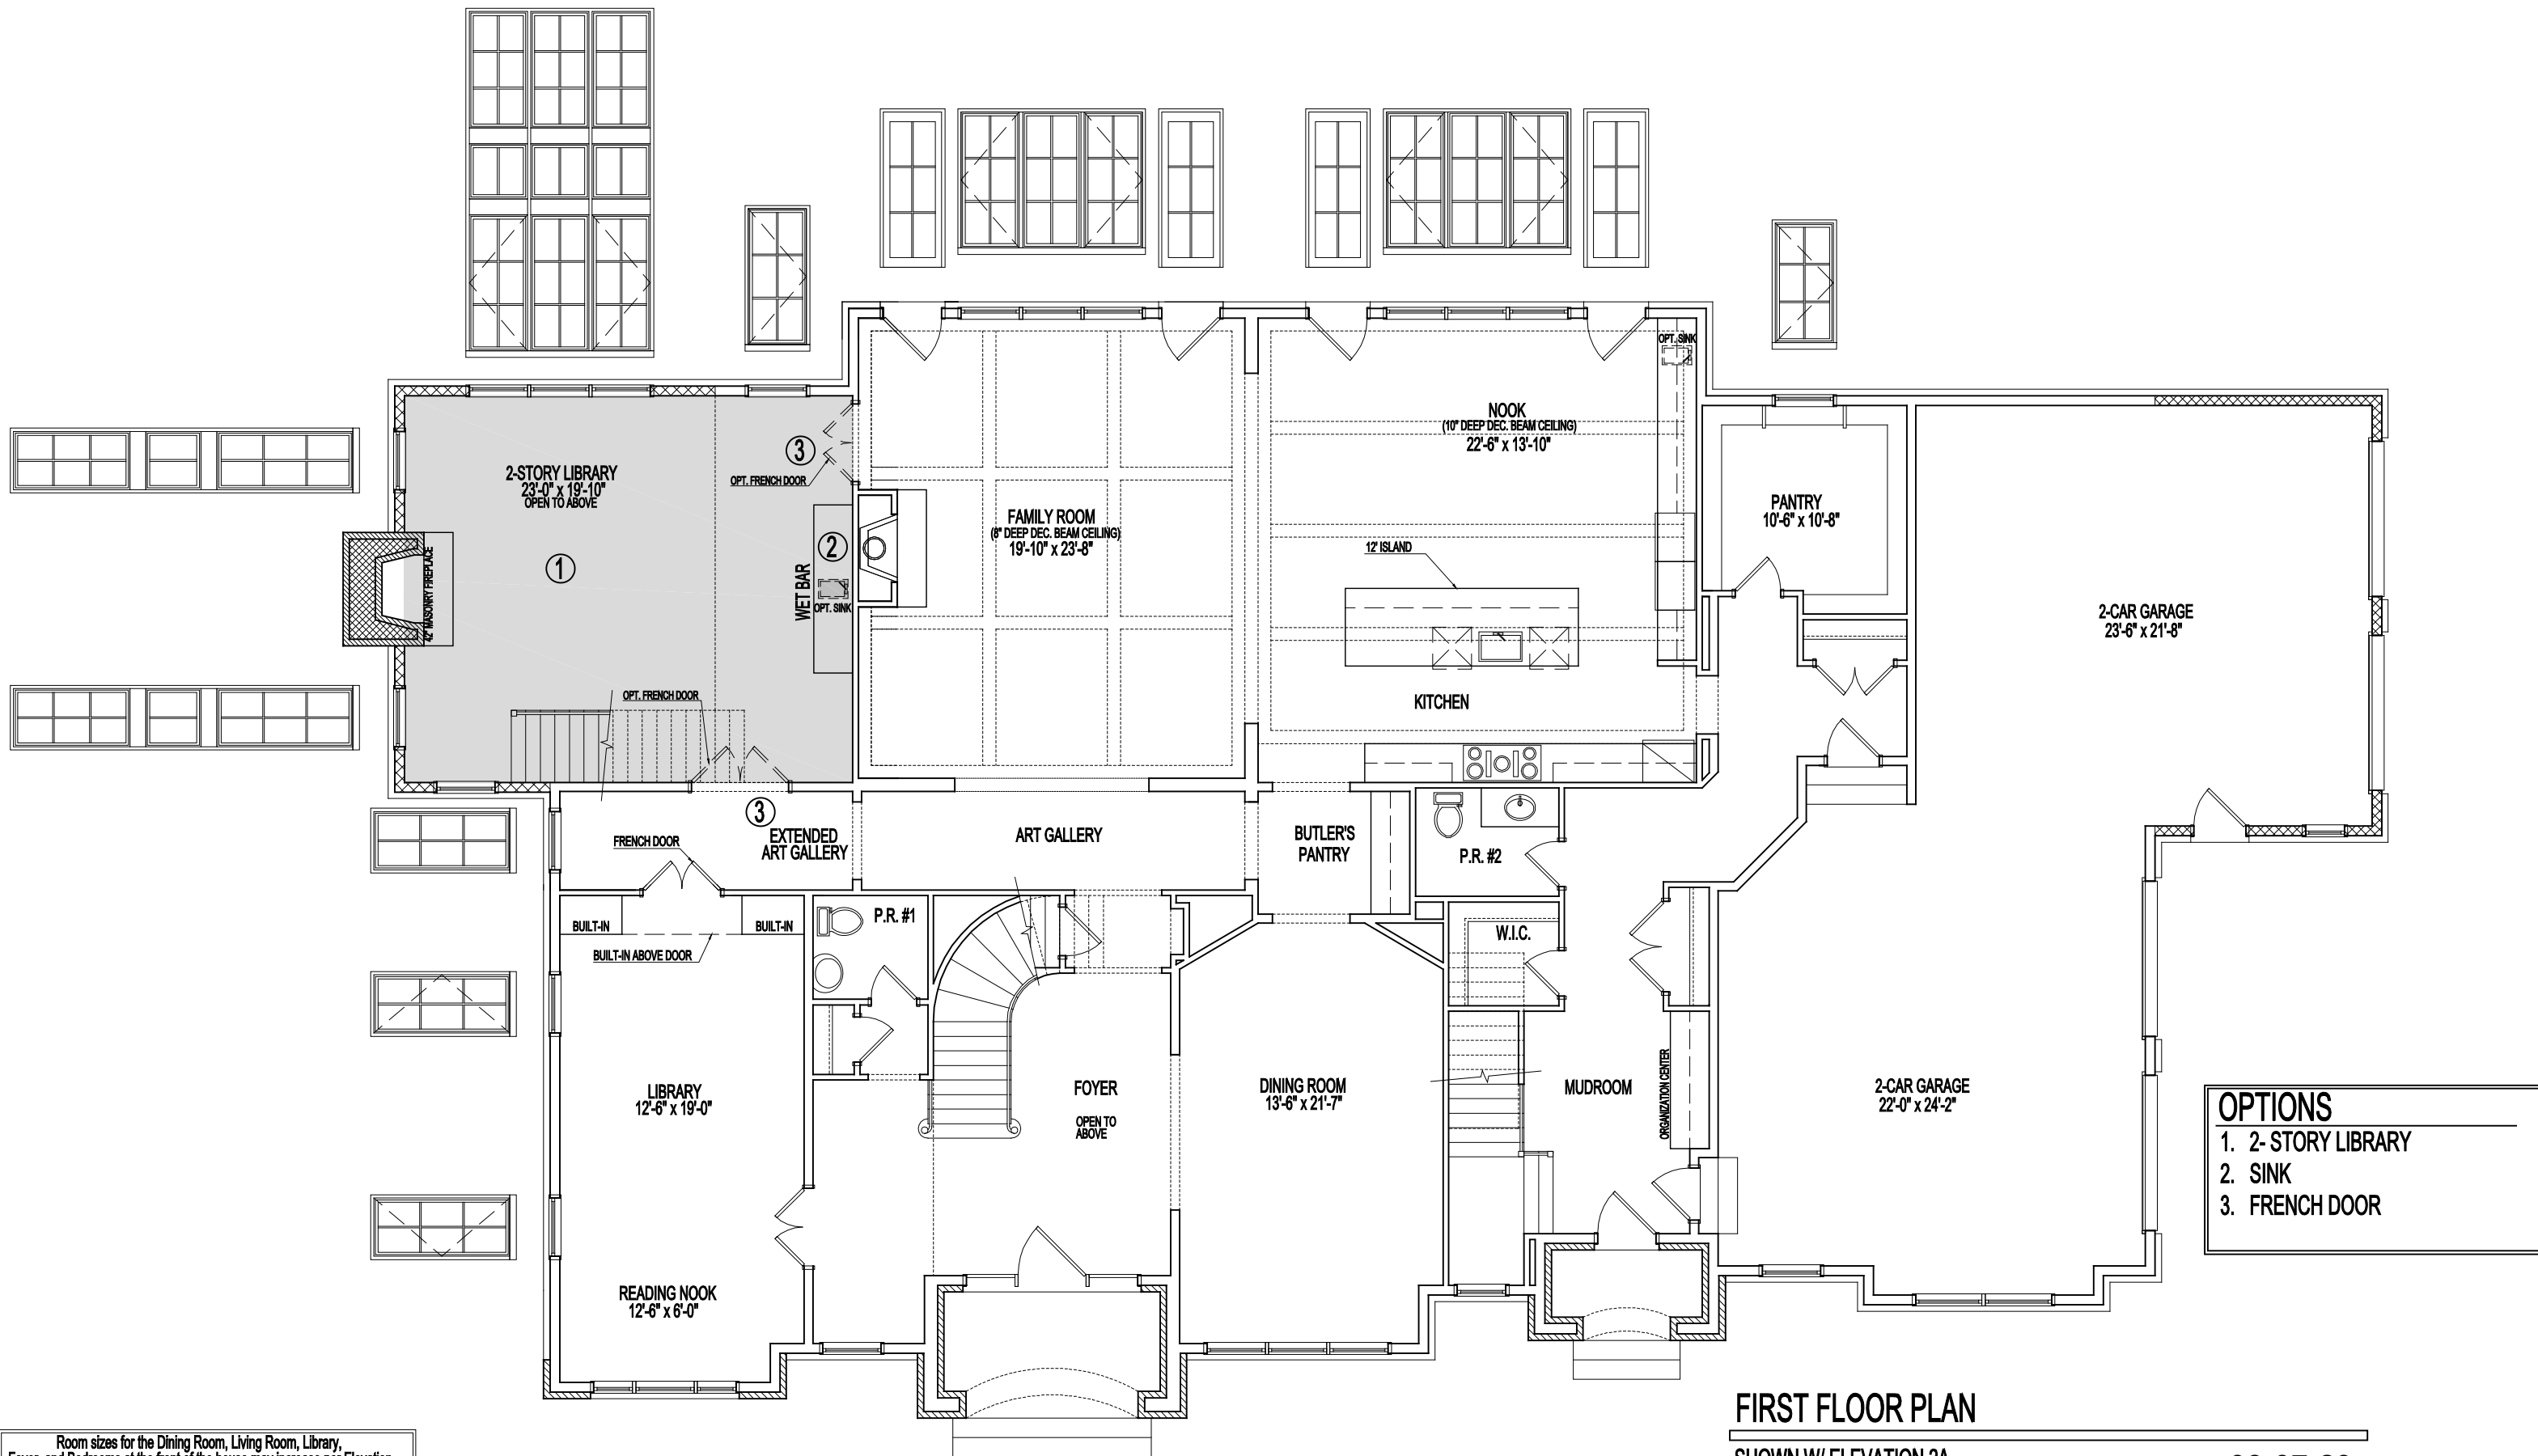 OPT. SINK
NOOK
(10" DEEP DEC. BEAM CEILING)
22'-6" x 13'-10"
3
OPT. FRENCH DOOR
2-STORY LIBRARY
23'-0" x 19'-10"
OPEN TO ABOVE
FAMILY ROOM
(8" DEEP DEC. BEAM CEILING)
19'-10" x 23'-8"
PANTRY
10'-6" x 10'-8"
2
1
12' ISLAND
42" MASONRY FIREPLACE
WET BAR
OPT. SINK
2-CAR GARAGE
23'-6" x 21'-8"
OPT. FRENCH DOOR
KITCHEN
3
EXTENDED
ART GALLERY
FRENCH DOOR
ART GALLERY
BUTLER'S
PANTRY
P.R. #2
BUILT-IN
BUILT-IN
BUILT-IN ABOVE DOOR
P.R. #1
W.I.C.
LIBRARY
12'-6" x 19'-0"
FOYER
OPEN TO
ABOVE
DINING ROOM
13'-6" x 21'-7"
MUDROOM
ORGANIZATION CENTER
2-CAR GARAGE
22'-0" x 24'-2"
OPTIONS
1. 2- STORY LIBRARY
2. SINK
3. FRENCH DOOR
READING NOOK
12'-6" x 6'-0"
FIRST FLOOR PLAN
Room sizes for the Dining Room, Living Room, Library,